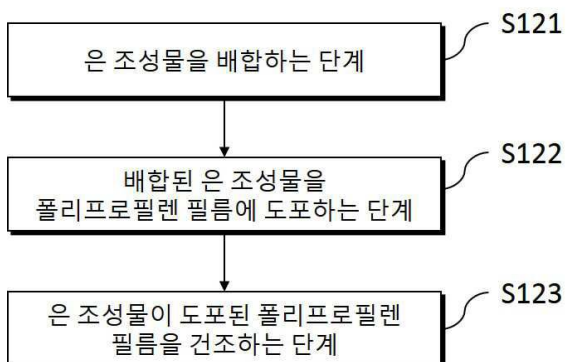 S121
은 조성물을 배합하는 단계
S122
배합된 은 조성물을
폴리프로필렌 필름에 도포하는 단계
S123
은 조성물이 도포된 폴리프로필렌
필름을 건조하는 단계